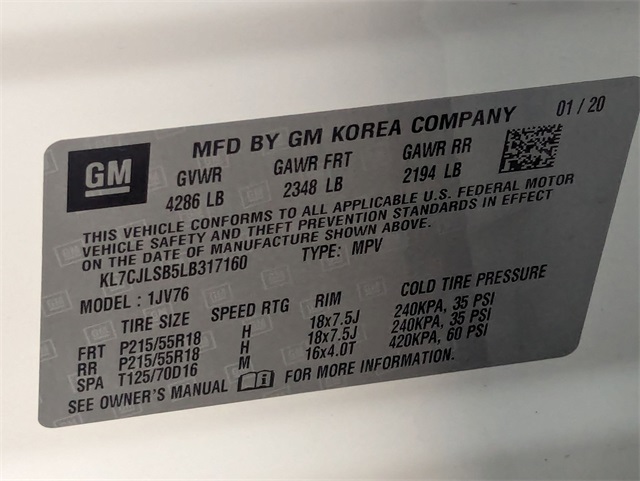 GM
MFD BY GM KOREA COMPANY 01/20
GVWR GAWR FRT GAWR RR
4286 LB 2348 LB 2194 LB
THIS VEHICLE CONFORMS TO ALL APPLICABLE U.S. FEDERAL MOTOR
VEHICLE SAFETY AND THEFT PREVENTION STANDARDS IN EFFECT
ON THE DATE OF MANUFACTURE SHOWN ABOVE.
KL7CJLSB5LB317160 TYPE: MPV
MODEL : 1JV76
TIRE SIZE SPEED RTG RIM COLD TIRE PRESSURE
FRT P215/55R18 H 18x7.5J 240KPA, 35 PSI
RR P215/55R18 H 18x7.5J 240KPA, 35 PSI
SPA T125/70D16 M 16x4.0T 420KPA, 60 PSI
SEE OWNER'S MANUAL FOR MORE INFORMATION.